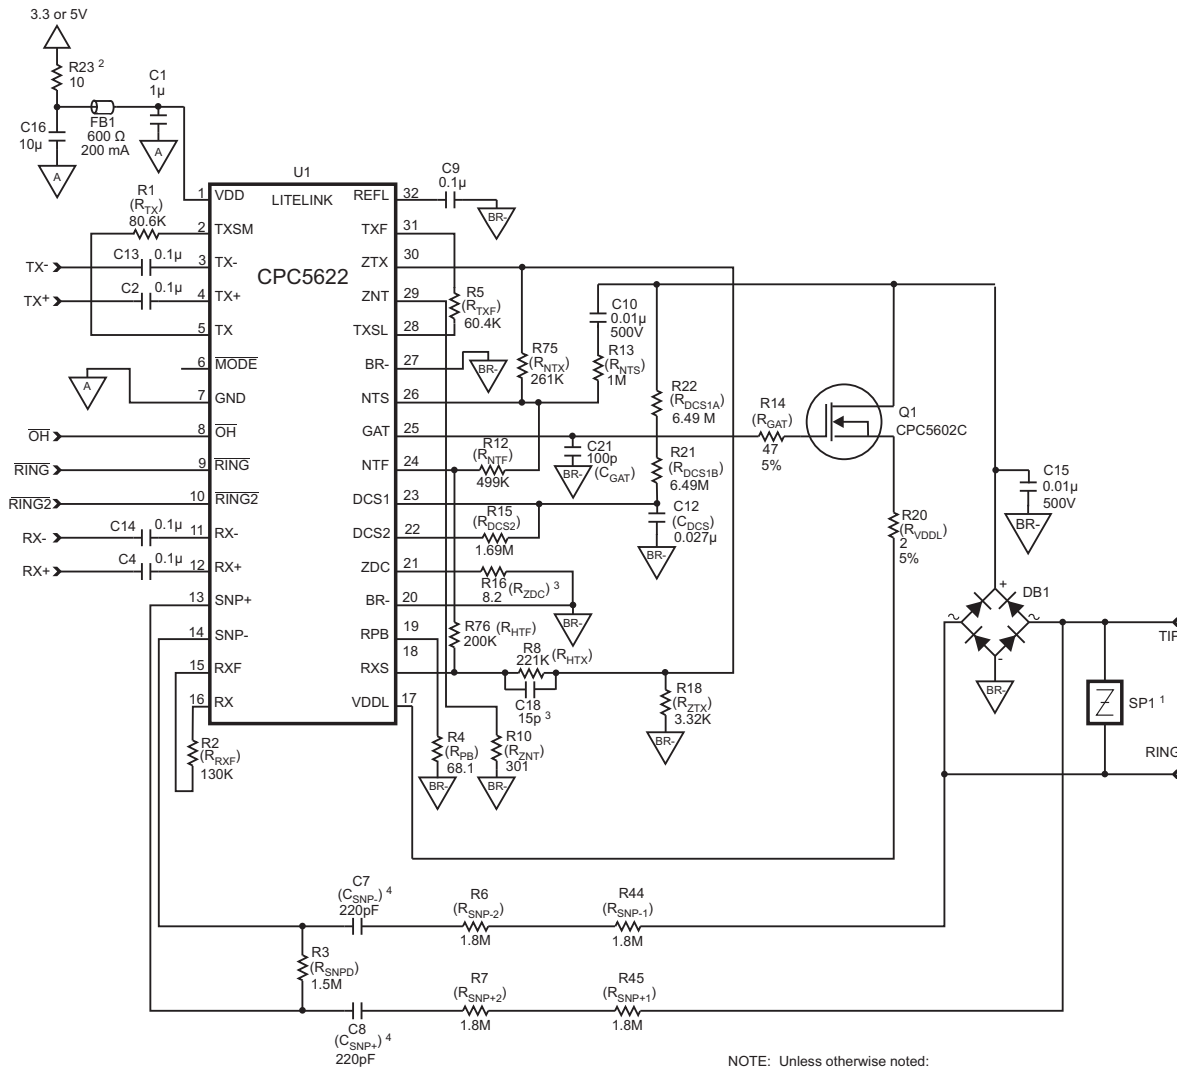 3.3 or 5V
R23 2
10
C1
1µ
C16
10µ
FB1
600 Ω
200 mA
A
A
U1
LITELINK
CPC5622
C9
0.1µ
BR-
R1
(RTX)
80.6K
C13 0.1µ
TX-
C2 0.1µ
TX+
A
OH
RING
RING2
RX-
C14 0.1µ
RX+
C4 0.1µ
1 VDD
2 TXSM
3 TX-
4 TX+
5 TX
6 MODE
7 GND
8 OH
9 RING
10 RING2
11 RX-
12 RX+
13 SNP+
14 SNP-
15 RXF
16 RX
REFL 32
TXF 31
ZTX 30
ZNT 29
TXSL 28
BR- 27
NTS 26
GAT 25
NTF 24
DCS1 23
DCS2 22
ZDC 21
BR- 20
RPB 19
RXS 18
VDDL 17
R2
(RRXF)
130K
R5
(RTXF)
60.4K
BR-
R75
(RNTX)
261K
C10
0.01µ
500V
R13
(RNTS)
1M
R22
(RDCS1A)
6.49 M
R14
(RGAT)
47
5%
Q1
CPC5602C
R12
(RNTF)
499K
C21
100p
(CGAT)
BR-
R21
(RDCS1B)
6.49M
R15
(RDCS2)
1.69M
C12
(CDCS)
0.027µ
BR-
R20
(RVDDL)
2
5%
C15
0.01µ
500V
BR-
R16 (RZDC) 3
8.2
BR-
R76 (RHTF)
200K
R8
221K (RHTX)
C18
15p 3
R18
(RZTX)
3.32K
BR-
R4
(RPB)
68.1
BR-
R10
(RZNT)
301
BR-
DB1
+
~
~
-
BR-
TIP
SP1 1
RING
C7
(CSNP-) 4
220pF
R6
(RSNP-2)
1.8M
R44
(RSNP-1)
1.8M
R3
(RSNPD)
1.5M
C8
(CSNP+) 4
220pF
R7
(RSNP+2)
1.8M
R45
(RSNP+1)
1.8M
NOTE: Unless otherwise noted: